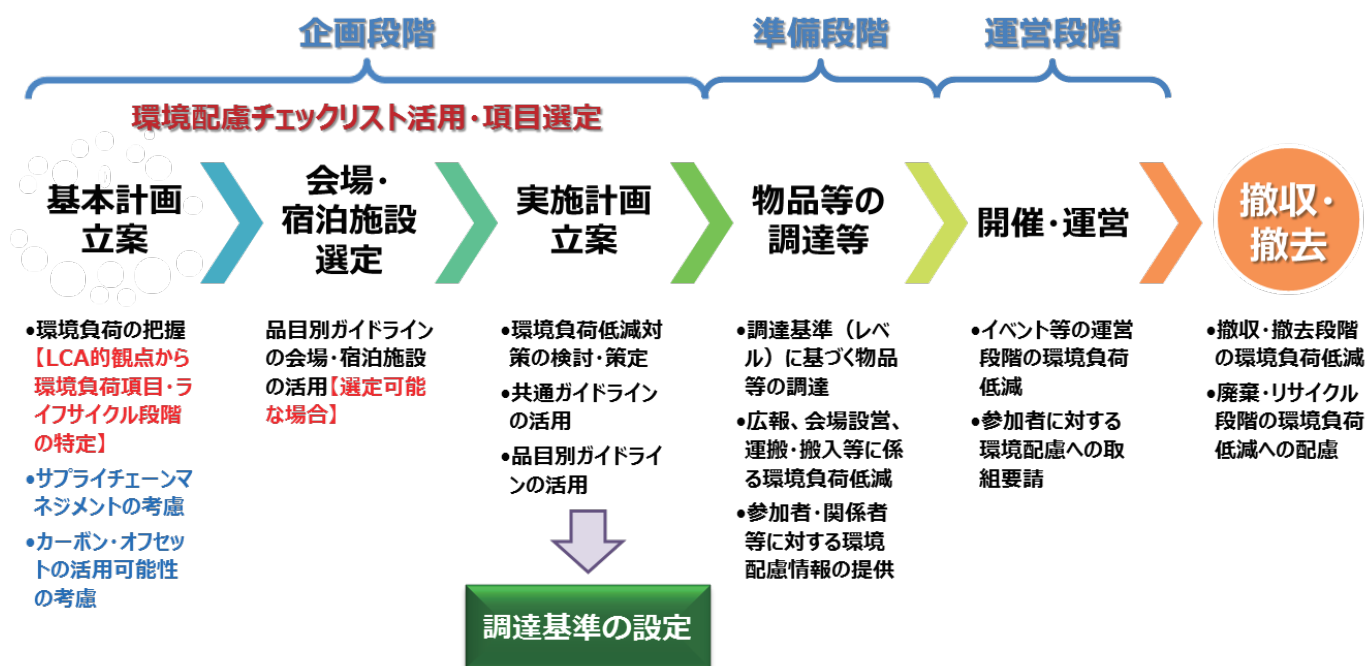 企画段階
準備段階
運営段階
環境配慮チェックリスト活用・項目選定
基本計画
立案
会場・
宿泊施設
選定
実施計画
立案
物品等の
調達等
開催・運営
撤収・
撤去
•環境負荷の把握
【LCA的観点から
環境負荷項目・ラ
イフサイクル段階
の特定】
•サプライチェーンマ
ネジメントの考慮
•カーボン・オフセッ
トの活用可能性
の考慮
品目別ガイドライン
の会場・宿泊施設
の活用【選定可能
な場合】
•環境負荷低減対
策の検討・策定
•共通ガイドライン
の活用
•品目別ガイドライ
ンの活用
調達基準の設定
•調達基準（レベ
ル）に基づく物品
等の調達
•広報、会場設営、
運搬・搬入等に係
る環境負荷低減
•参加者・関係者
等に対する環境
配慮情報の提供
•イベント等の運営
段階の環境負荷
低減
•参加者に対する
環境配慮への取
組要請
•撤収・撤去段階
の環境負荷低減
•廃棄・リサイクル
段階の環境負荷
低減への配慮